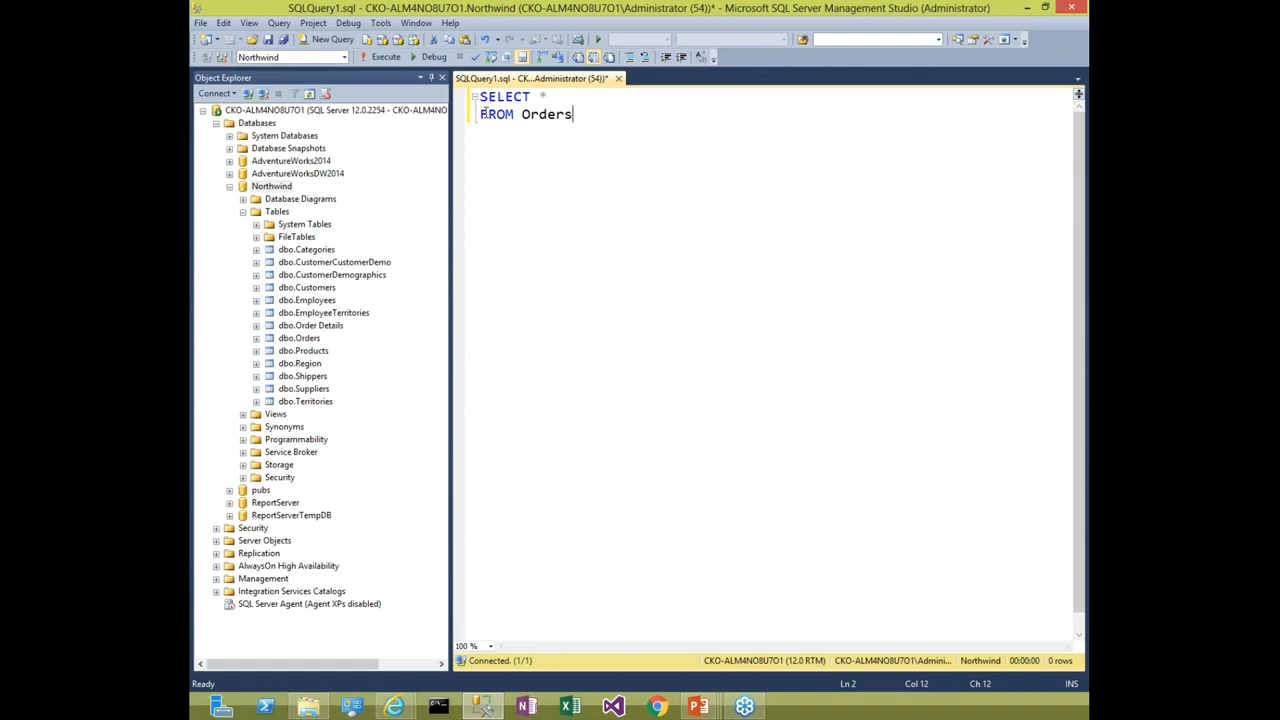 SQLQuery1.sql - CKO-ALM4NO8U7O1.Northwind (CKO-ALM4NO8U7O1\Administrator (54))* - Microsoft SQL Server Management Studio (Administrator)
File Edit View Query Project Debug Tools Window Help
New Query
Northwind Execute Debug
Object Explorer
SQLQuery1.sql - CK...Administrator (54))*
Connect
SELECT *
FROM Orders
CKO-ALM4NO8U7O1 (SQL Server 12.0.2254 - CKO-ALM4NO
Databases
System Databases
Database Snapshots
AdventureWorks2014
AdventureWorksDW2014
Northwind
Database Diagrams
Tables
System Tables
FileTables
dbo.Categories
dbo.CustomerCustomerDemo
dbo.CustomerDemographics
dbo.Customers
dbo.Employees
dbo.EmployeeTerritories
dbo.Order Details
dbo.Orders
dbo.Products
dbo.Region
dbo.Shippers
dbo.Suppliers
dbo.Territories
Views
Synonyms
Programmability
Service Broker
Storage
Security
pubs
ReportServer
ReportServerTempDB
Security
Server Objects
Replication
AlwaysOn High Availability
Management
Integration Services Catalogs
SQL Server Agent (Agent XPs disabled)
100 %
Connected. (1/1) CKO-ALM4NO8U7O1 (12.0 RTM) CKO-ALM4NO8U7O1\Admini... Northwind 00:00:00 0 rows
Ready Ln 2 Col 12 Ch 12 INS